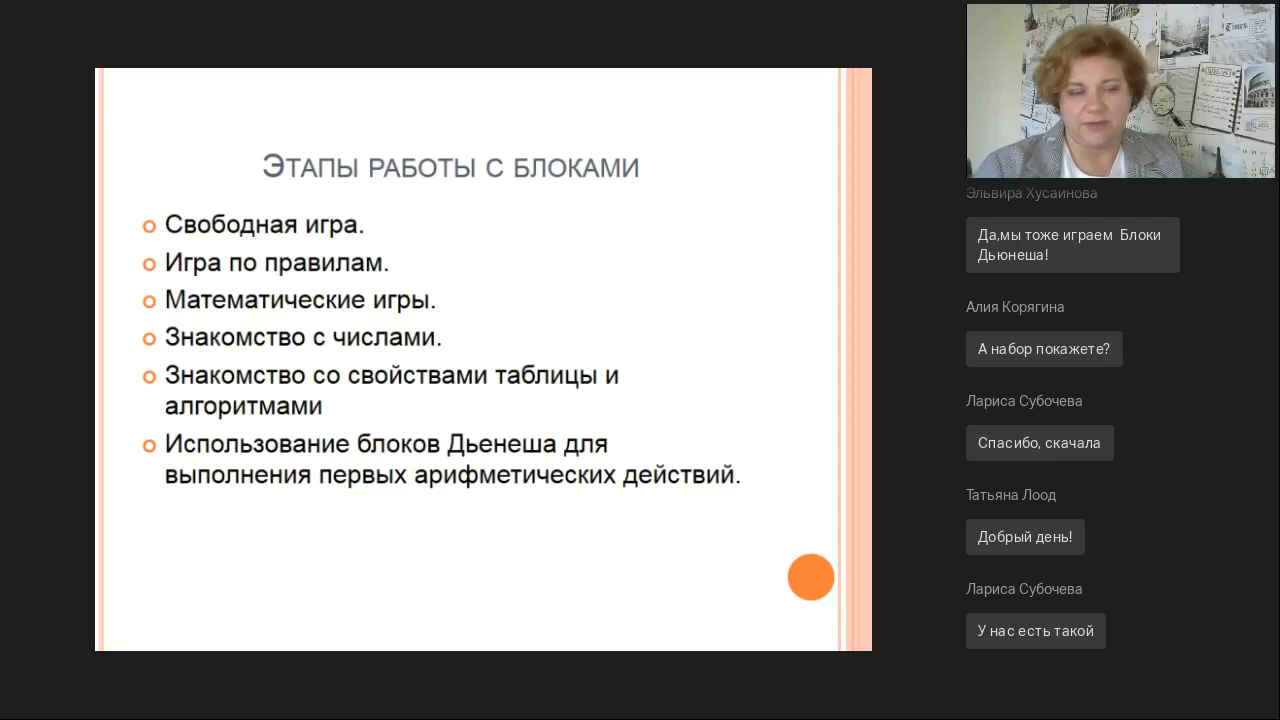 Этапы работы с блоками
Свободная игра.
Игра по правилам.
Математические игры.
Знакомство с числами.
Знакомство со свойствами таблицы и
алгоритмами
Использование блоков Дьенеша для
выполнения первых арифметических действий.
Times
Эльвира Хусаинова
Да,мы тоже играем Блоки
Дьюнеша!
Алия Корягина
А набор покажете?
Лариса Субочева
Спасибо, скачала
Татьяна Лоод
Добрый день!
Лариса Субочева
У нас есть такой